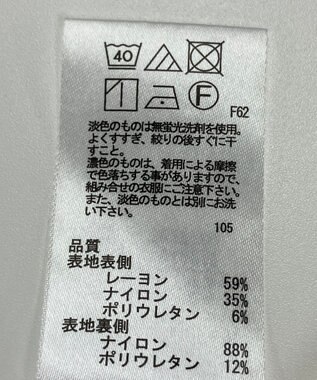 40
F
F62
淡色のものは無蛍光洗剤を使用。
よくすすぎ、絞りの後すぐに干
すこと。
濃色のものは、着用による摩擦
で色落ちする事がありますので、
組み合せの衣服にご注意下さい。
また、淡色のものとは別にお洗
い下さい。
105
品質
表地表側
レーヨン 59%
ナイロン 35%
ポリウレタン 6%
表地裏側
ナイロン 88%
ポリウレタン 12%